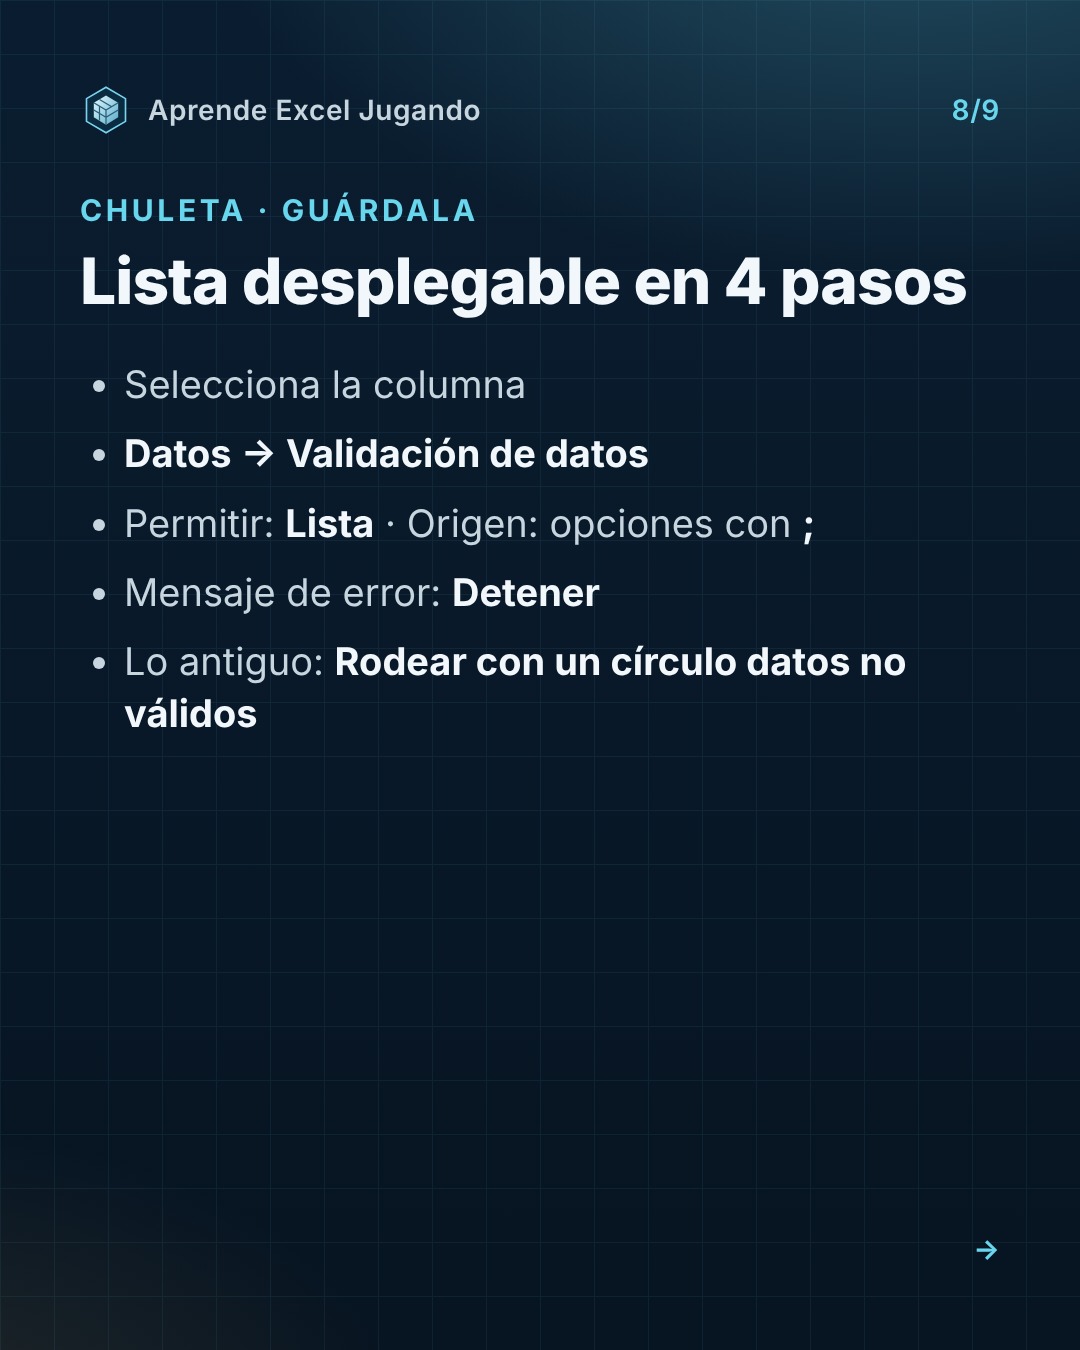 Aprende Excel Jugando
8/9
CHULETA · GUÁRDALA
Lista desplegable en 4 pasos
• Selecciona la columna
• Datos → Validación de datos
• Permitir: Lista · Origen: opciones con ;
• Mensaje de error: Detener
• Lo antiguo: Rodear con un círculo datos no
válidos
→